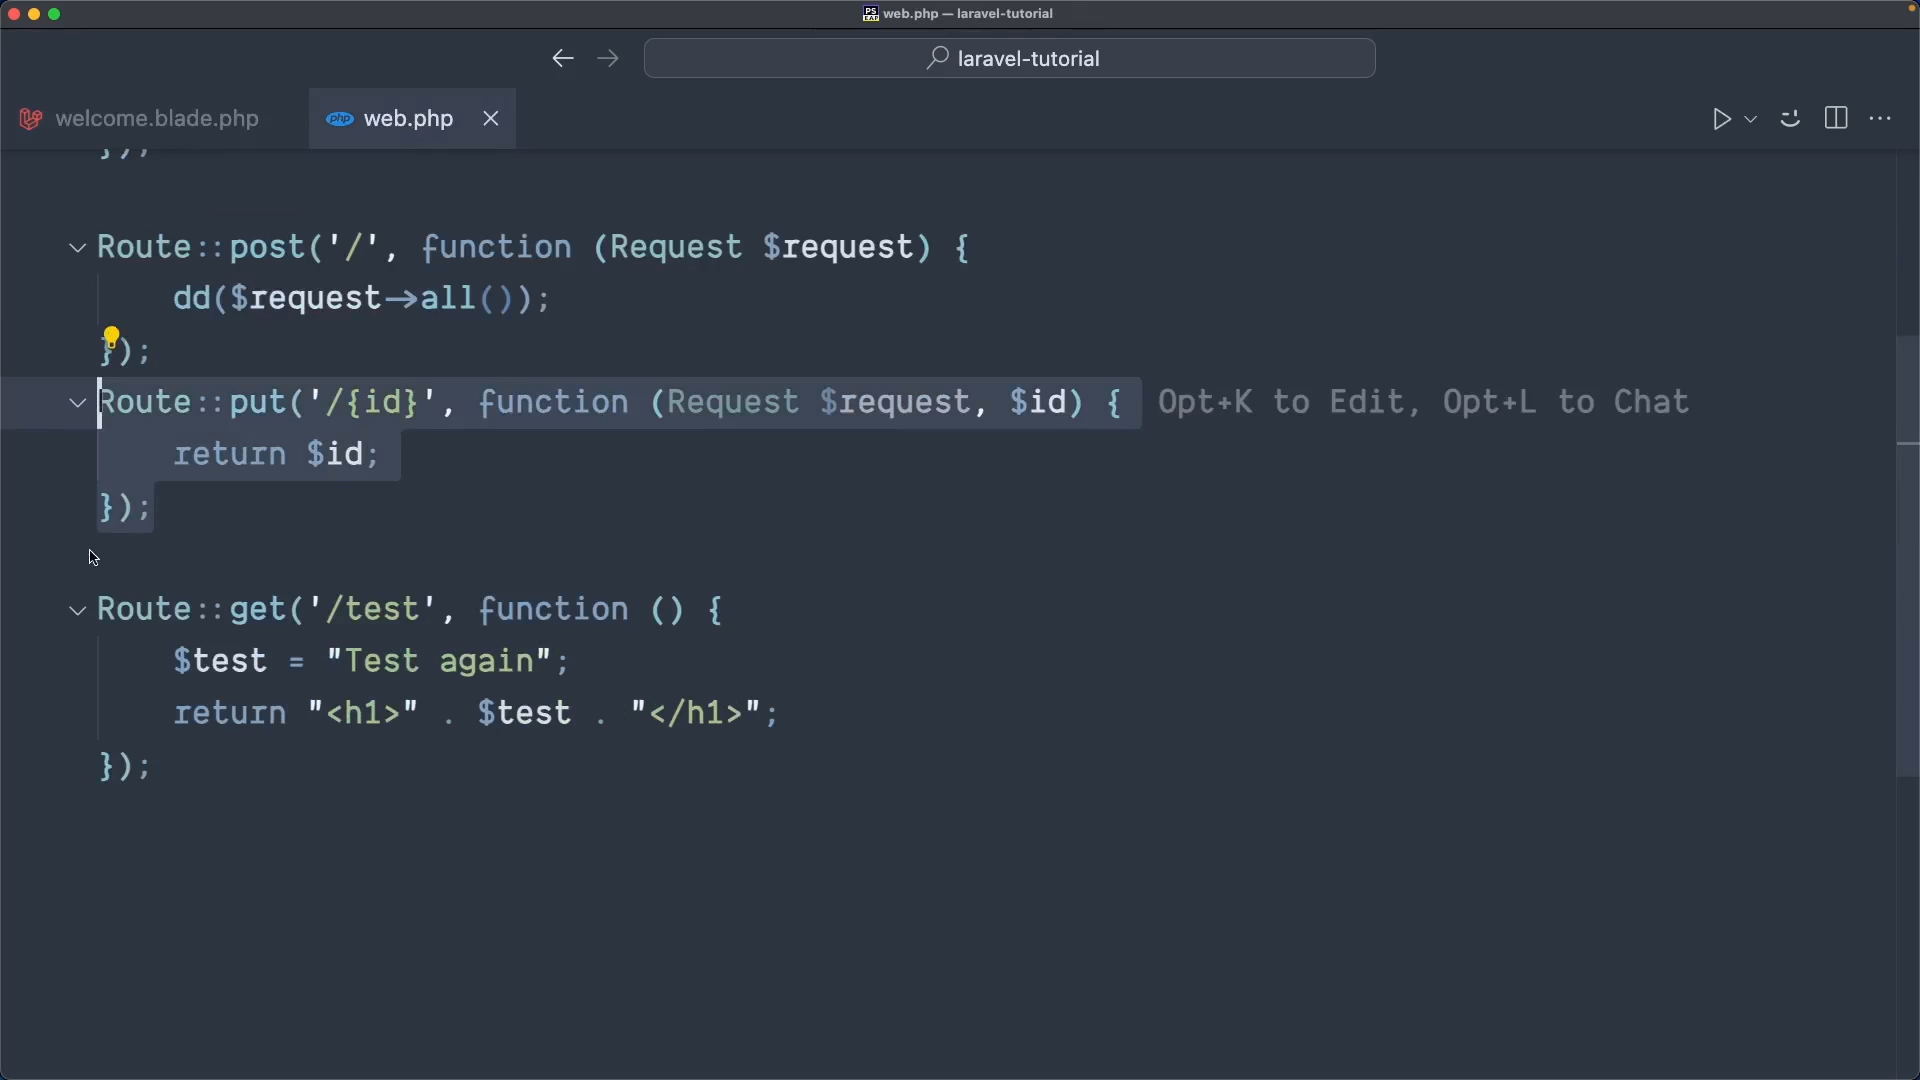 PS web.php — laravel-tutorial
laravel-tutorial
welcome.blade.php
php web.php
});
Route::post('/', function (Request $request) {
dd($request->all());
});
Route::put('/{id}', function (Request $request, $id) { Opt+K to Edit, Opt+L to Chat
return $id;
});
Route::get('/test', function () {
$test = "Test again";
return "<h1>" . $test . "</h1>";
});